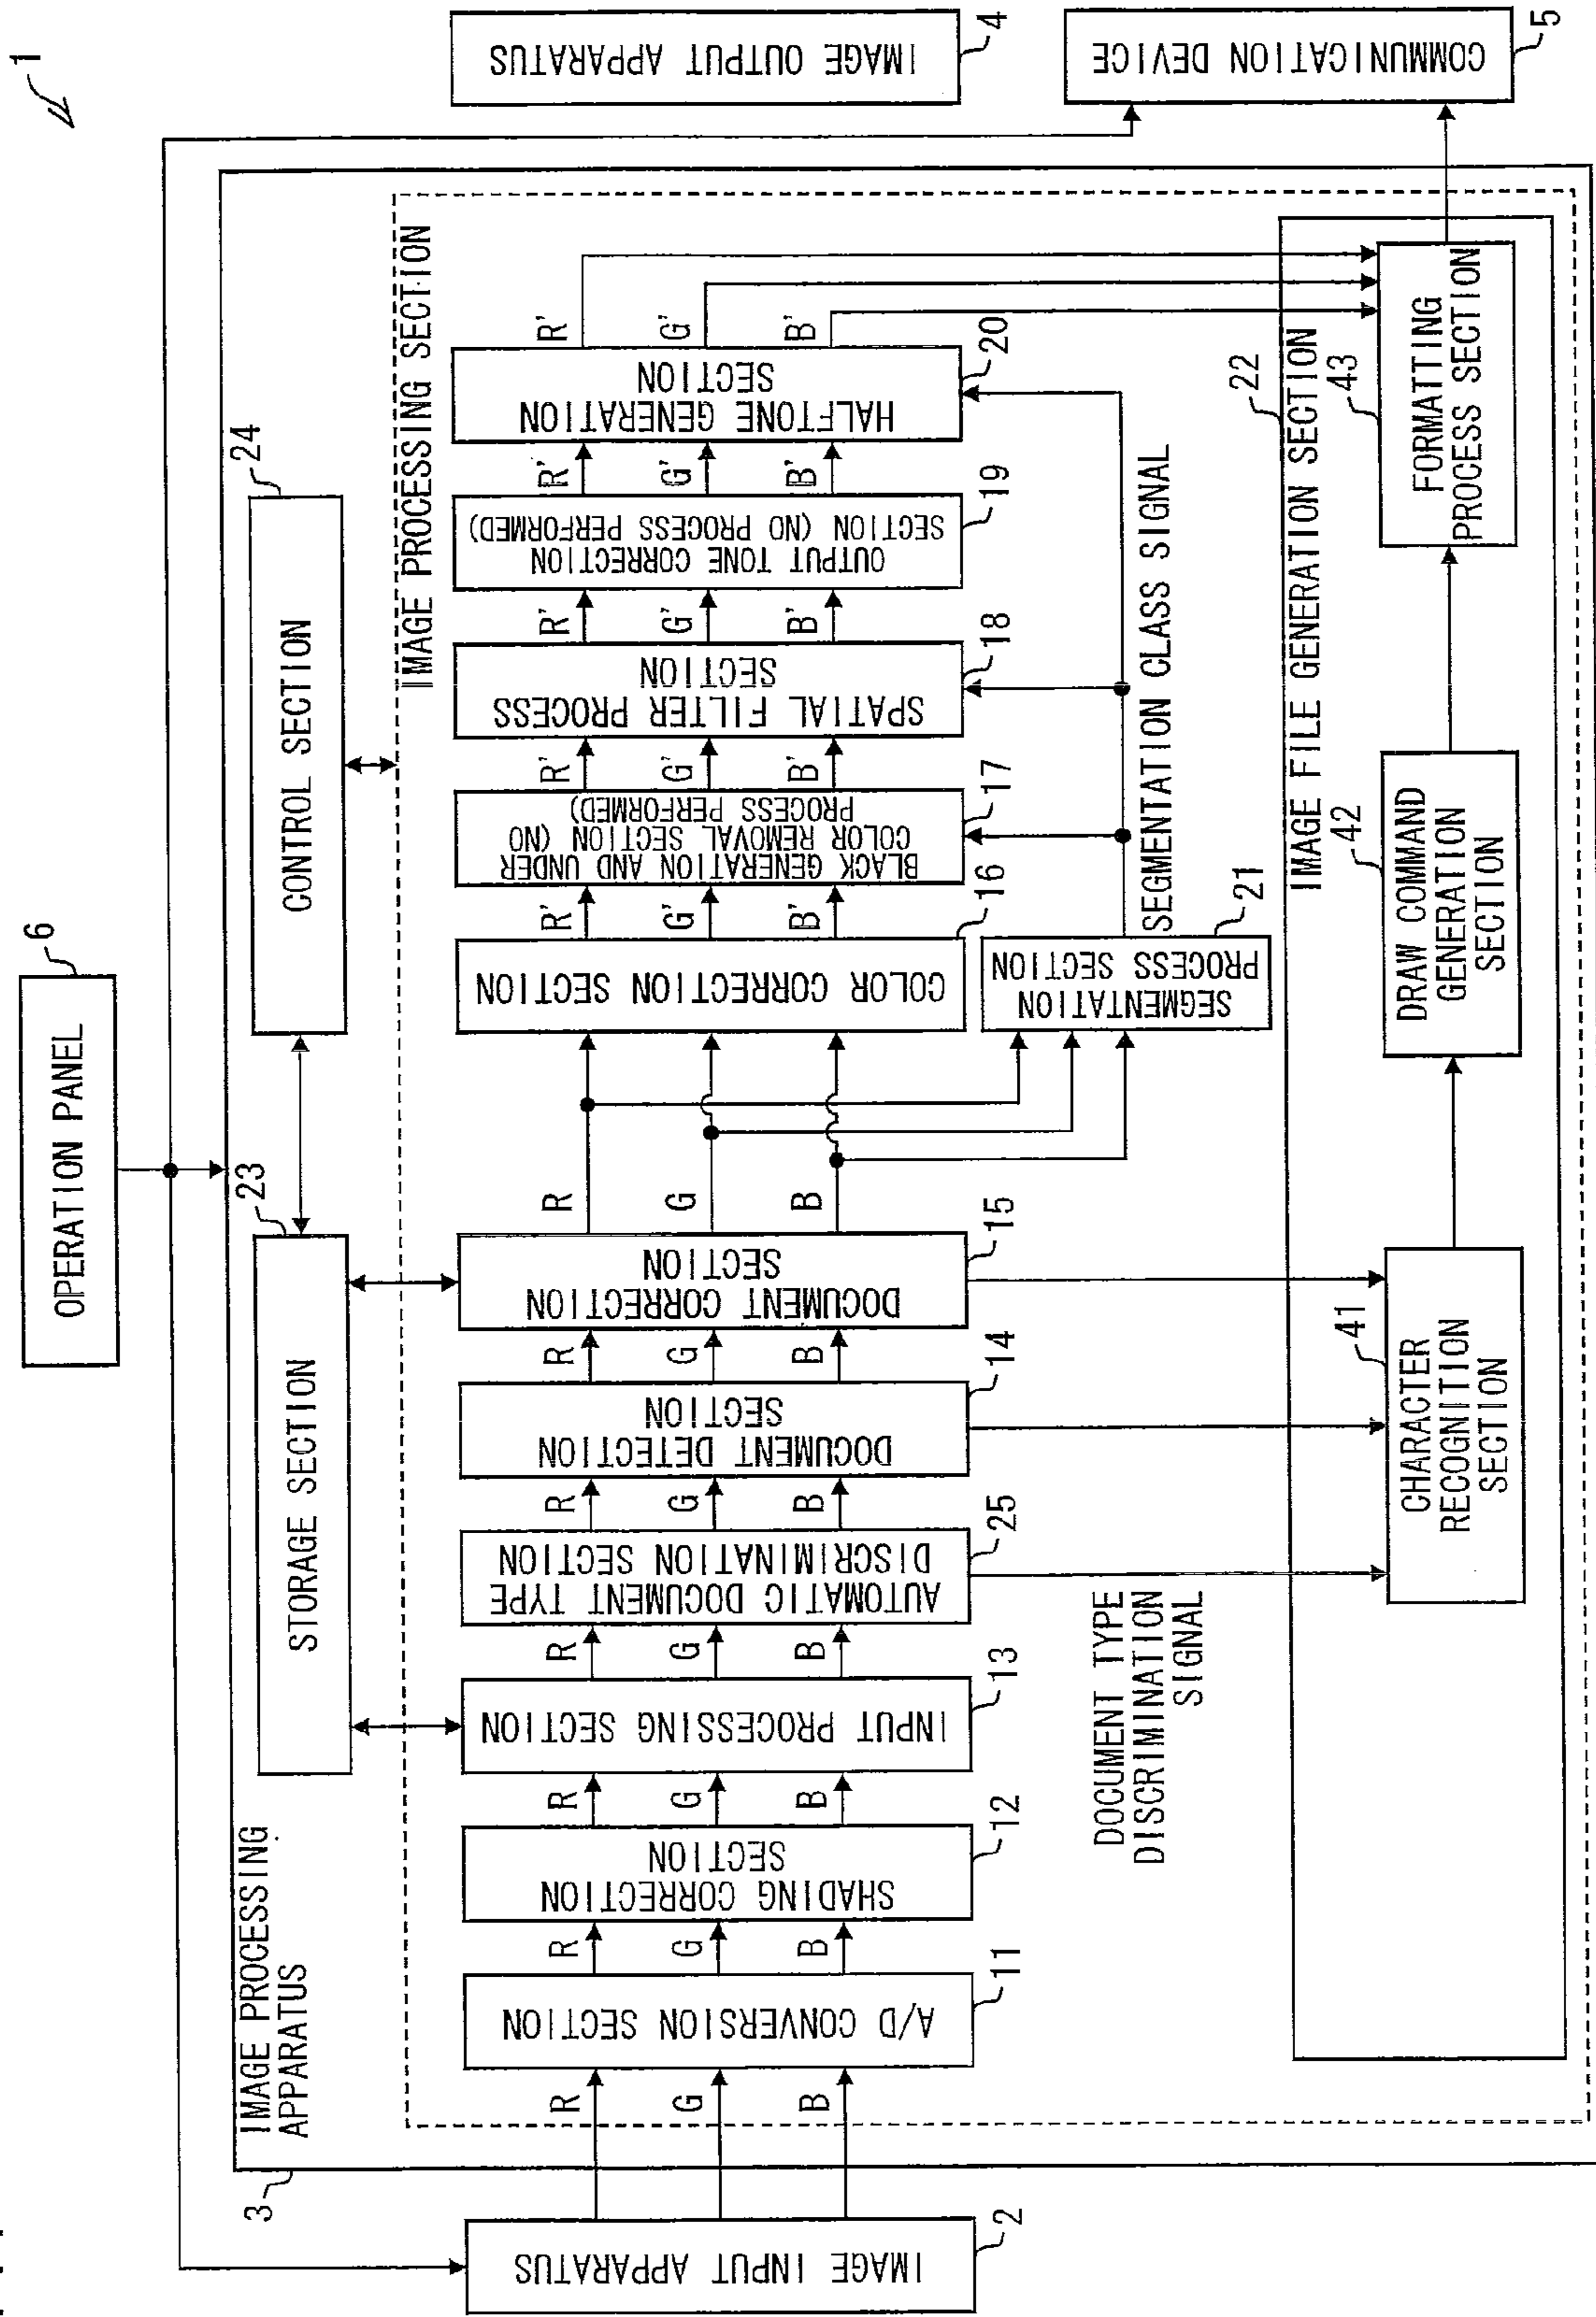 1
OPERATION PANEL
6
IMAGE PROCESSING
APPARATUS
3
STORAGE SECTION
23
CONTROL SECTION
24
IMAGE PROCESSING SECTION
IMAGE INPUT APPARATUS
2
R
G
B
A/D CONVERSION SECTION
11
R
G
B
SHADING CORRECTION
SECTION
12
R
G
B
INPUT PROCESSING SECTION
13
R
G
B
AUTOMATIC DOCUMENT TYPE
DISCRIMINATION SECTION
25
R
G
B
DOCUMENT DETECTION
SECTION
14
R
G
B
DOCUMENT CORRECTION
SECTION
15
R
G
B
COLOR CORRECTION SECTION
16
R'
G'
B'
BLACK GENERATION AND UNDER
COLOR REMOVAL SECTION (NO
PROCESS PERFORMED)
17
R'
G'
B'
SPATIAL FILTER PROCESS
SECTION
18
R'
G'
B'
OUTPUT TONE CORRECTION
SECTION (NO PROCESS PERFORMED)
19
R'
G'
B'
HALFTONE GENERATION
SECTION
20
R'
G'
B'
IMAGE OUTPUT APPARATUS
4
COMMUNICATION DEVICE
5
SEGMENTATION
PROCESS SECTION
21
SEGMENTATION CLASS SIGNAL
DOCUMENT TYPE
DISCRIMINATION
SIGNAL
IMAGE FILE GENERATION SECTION
22
CHARACTER
RECOGNITION
SECTION
41
DRAW COMMAND
GENERATION
SECTION
42
FORMATTING
PROCESS SECTION
43